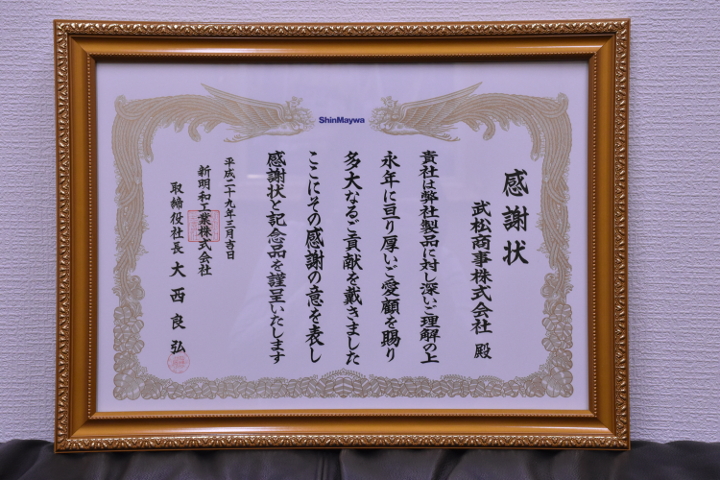 ShinMaywa
感謝状
武松商事株式会社 殿
貴社は弊社製品に対し深いご理解の上
永年に亘り厚いご愛顧を賜り
多大なるご貢献を戴きました
ここにその感謝の意を表し
感謝状と記念品を謹呈いたします
平成二十九年三月吉日
新明和工業株式会社
取締役社長 大西良弘